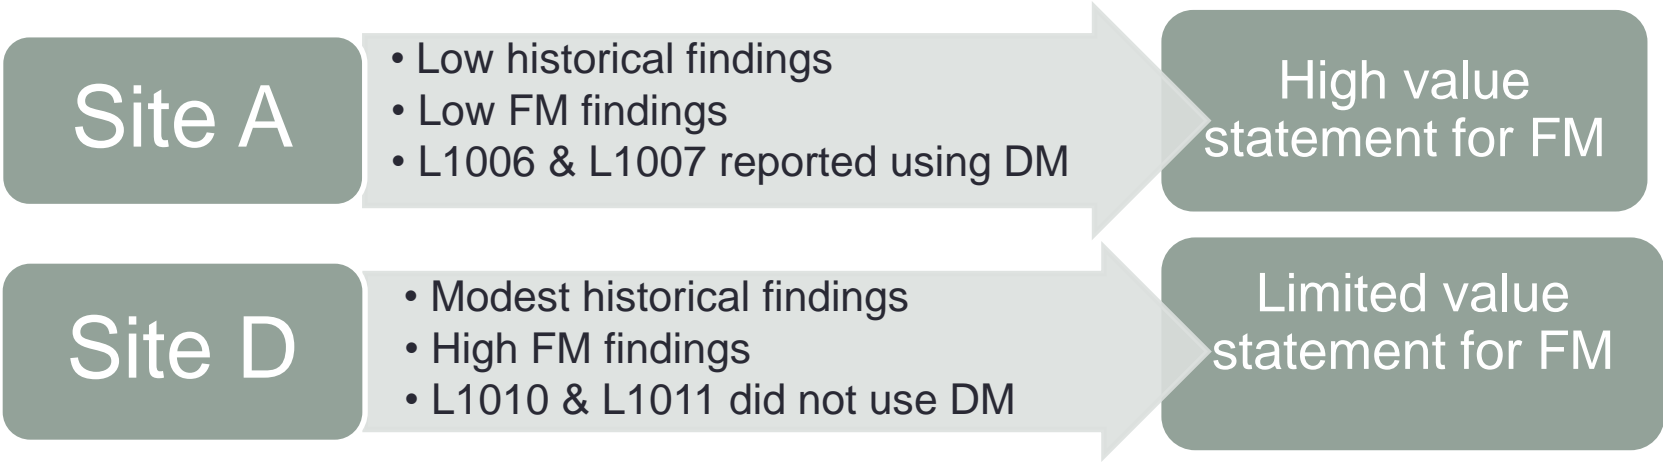 Site A
• Low historical findings
• Low FM findings
• L1006 & L1007 reported using DM
High value
statement for FM
Site D
• Modest historical findings
• High FM findings
• L1010 & L1011 did not use DM
Limited value
statement for FM